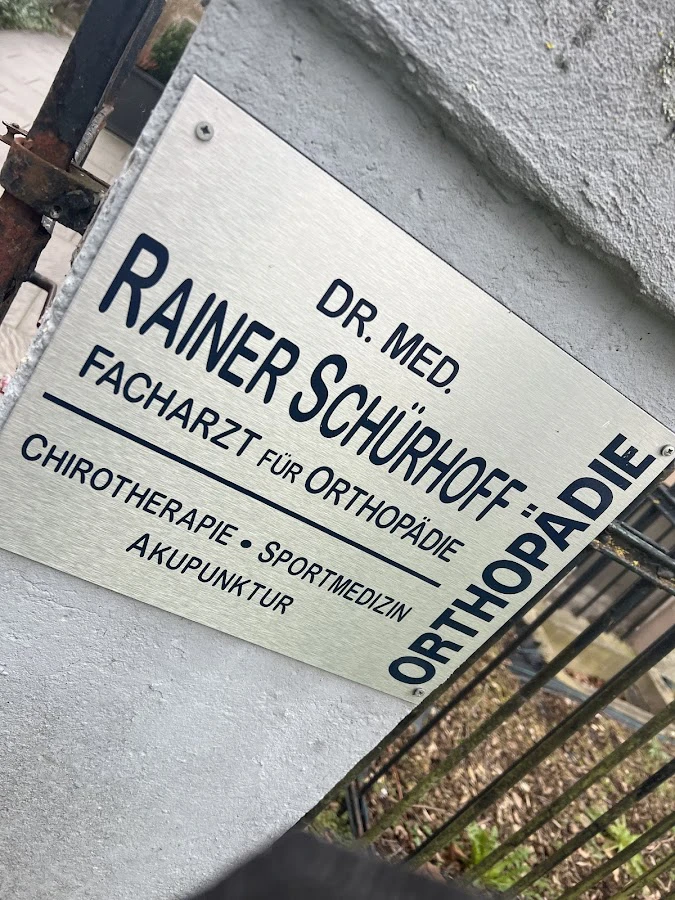 DR. MED.
RAINER SCHÜRHOFF
FACHARZT FÜR ORTHOPÄDIE
CHIROTHERAPIE • SPORTMEDIZIN
AKUPUNKTUR
ORTHOPÄDIE